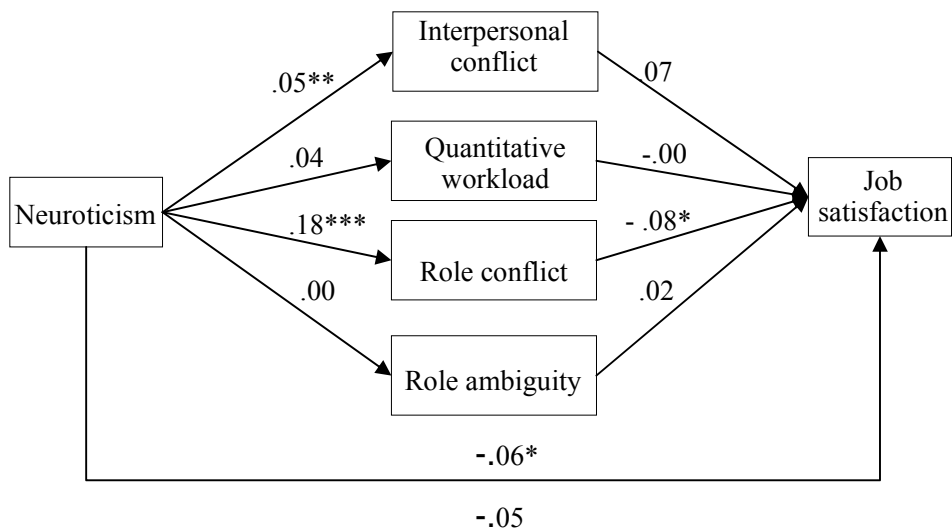 Interpersonal
conflict
.05**
.07
.04
Quantitative
workload
-.00
Neuroticism
Job
satisfaction
.18***
- .08*
Role conflict
.00
.02
Role ambiguity
-.06*
-.05